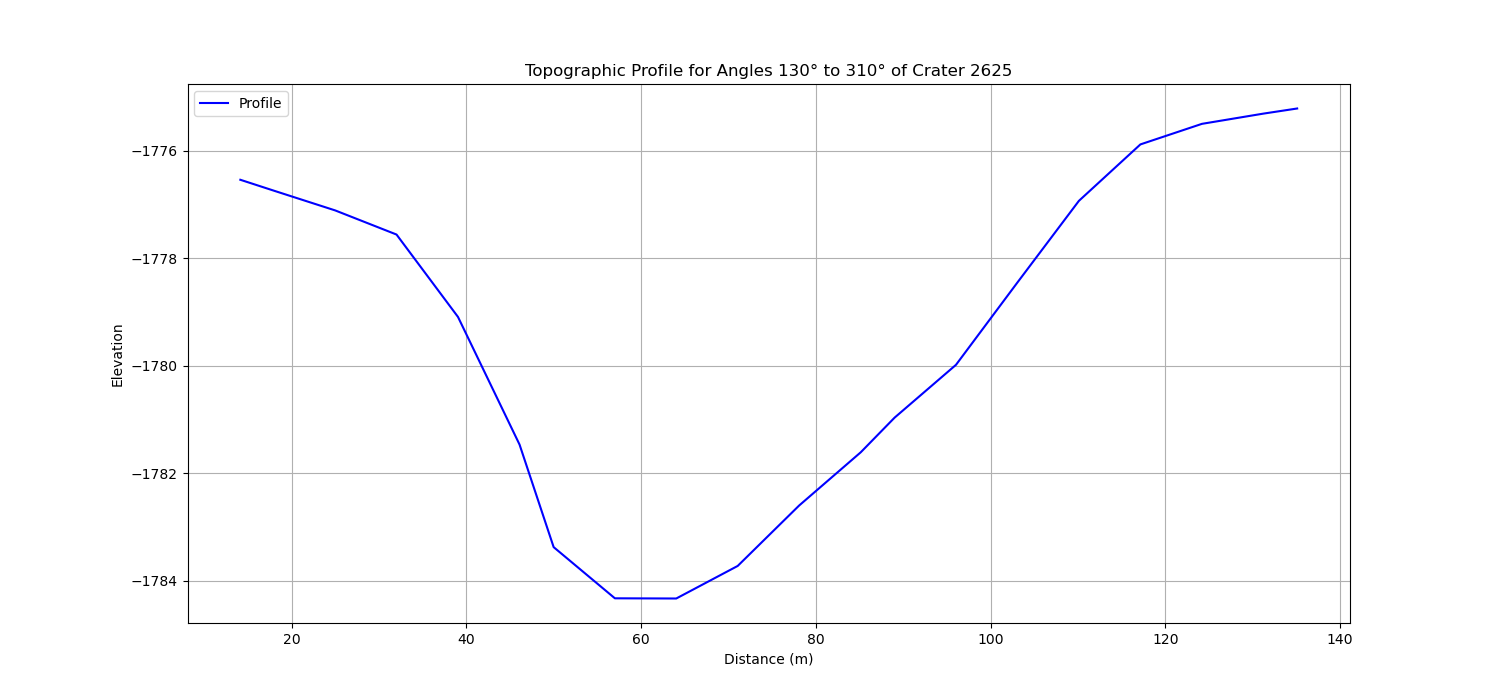 Topographic Profile for Angles 130° to 310° of Crater 2625
Profile
−1776
−1778
−1780
−1782
−1784
Elevation
20 40 60 80 100 120 140
Distance (m)